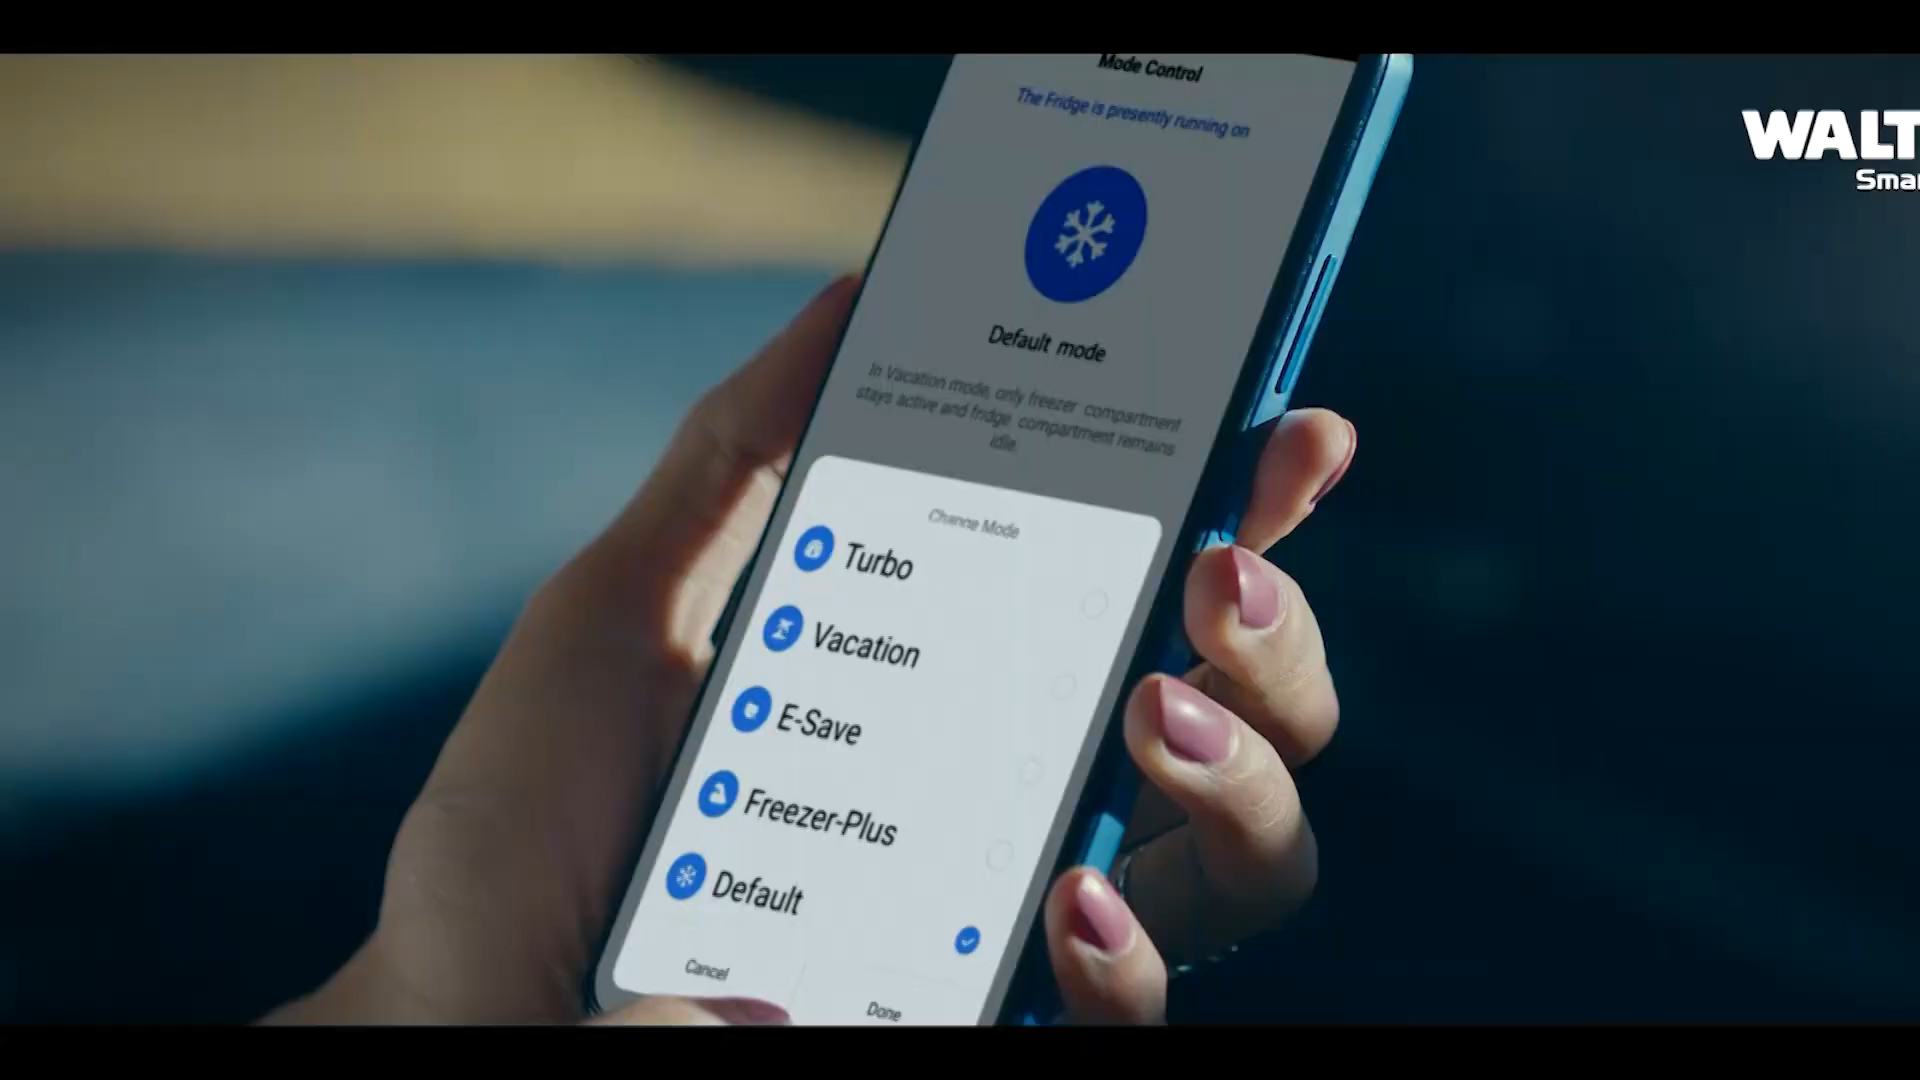 Mode Control
The Fridge is presently running on
WALT
Smar
Default mode
In Vacation mode, only freezer compartment
stays active and fridge compartment remains
idle.
Change Mode
Turbo
Vacation
E-Save
Freezer-Plus
Default
Cancel
Done